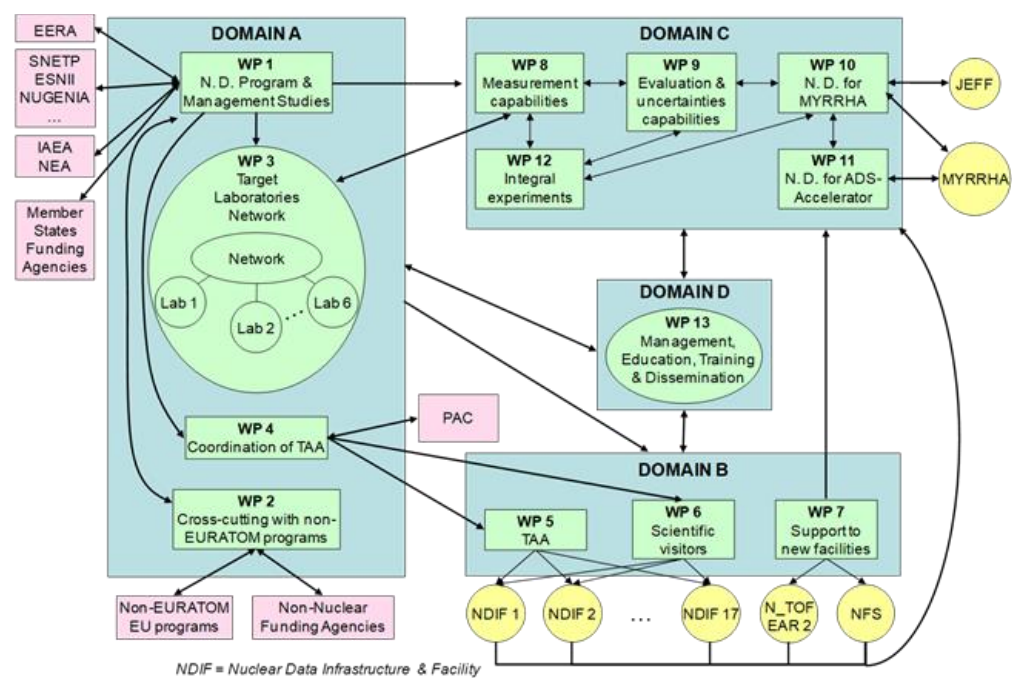 EERA
SNETP
ESNII
NUGENIA
...
IAEA
NEA
Member
States
Funding
Agencies
DOMAIN A
WP 1
N. D. Program &
Management Studies
WP 3
Target
Laboratories
Network
Network
Lab 1
Lab 2
...
Lab 6
WP 4
Coordination of TAA
WP 2
Cross-cutting with non-
EURATOM programs
Non-EURATOM
EU programs
Non-Nuclear
Funding Agencies
PAC
DOMAIN C
WP 8
Measurement
capabilities
WP 9
Evaluation &
uncertainties
capabilities
WP 10
N. D. for
MYRRHA
WP 12
Integral
experiments
WP 11
N. D. for ADS-
Accelerator
JEFF
MYRRHA
DOMAIN D
WP 13
Management,
Education, Training
& Dissemination
DOMAIN B
WP 5
TAA
WP 6
Scientific
visitors
WP 7
Support to
new facilities
NDIF 1
NDIF 2
...
NDIF 17
N_TOF
EAR 2
NFS
NDIF = Nuclear Data Infrastructure & Facility